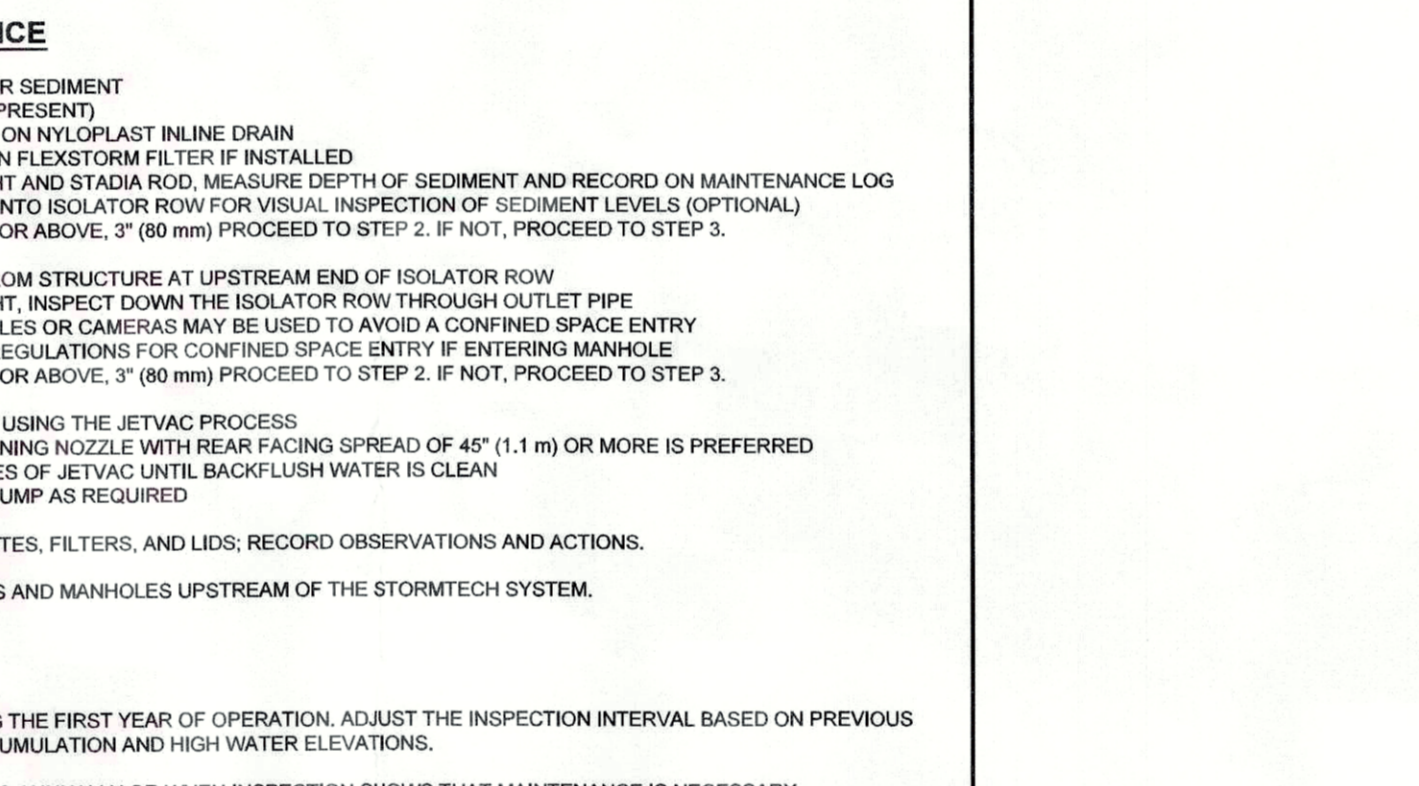 ICE
R SEDIMENT
PRESENT)
ON NYLOPLAST INLINE DRAIN
N FLEXSTORM FILTER IF INSTALLED
HT AND STADIA ROD, MEASURE DEPTH OF SEDIMENT AND RECORD ON MAINTENANCE LOG
NTO ISOLATOR ROW FOR VISUAL INSPECTION OF SEDIMENT LEVELS (OPTIONAL)
OR ABOVE, 3" (80 mm) PROCEED TO STEP 2. IF NOT, PROCEED TO STEP 3.
OM STRUCTURE AT UPSTREAM END OF ISOLATOR ROW
HT, INSPECT DOWN THE ISOLATOR ROW THROUGH OUTLET PIPE
LES OR CAMERAS MAY BE USED TO AVOID A CONFINED SPACE ENTRY
EGULATIONS FOR CONFINED SPACE ENTRY IF ENTERING MANHOLE
OR ABOVE, 3" (80 mm) PROCEED TO STEP 2. IF NOT, PROCEED TO STEP 3.
USING THE JETVAC PROCESS
NING NOZZLE WITH REAR FACING SPREAD OF 45" (1.1 m) OR MORE IS PREFERRED
ES OF JETVAC UNTIL BACKFLUSH WATER IS CLEAN
UMP AS REQUIRED
TES, FILTERS, AND LIDS; RECORD OBSERVATIONS AND ACTIONS.
S AND MANHOLES UPSTREAM OF THE STORMTECH SYSTEM.
G THE FIRST YEAR OF OPERATION. ADJUST THE INSPECTION INTERVAL BASED ON PREVIOUS
UMULATION AND HIGH WATER ELEVATIONS.